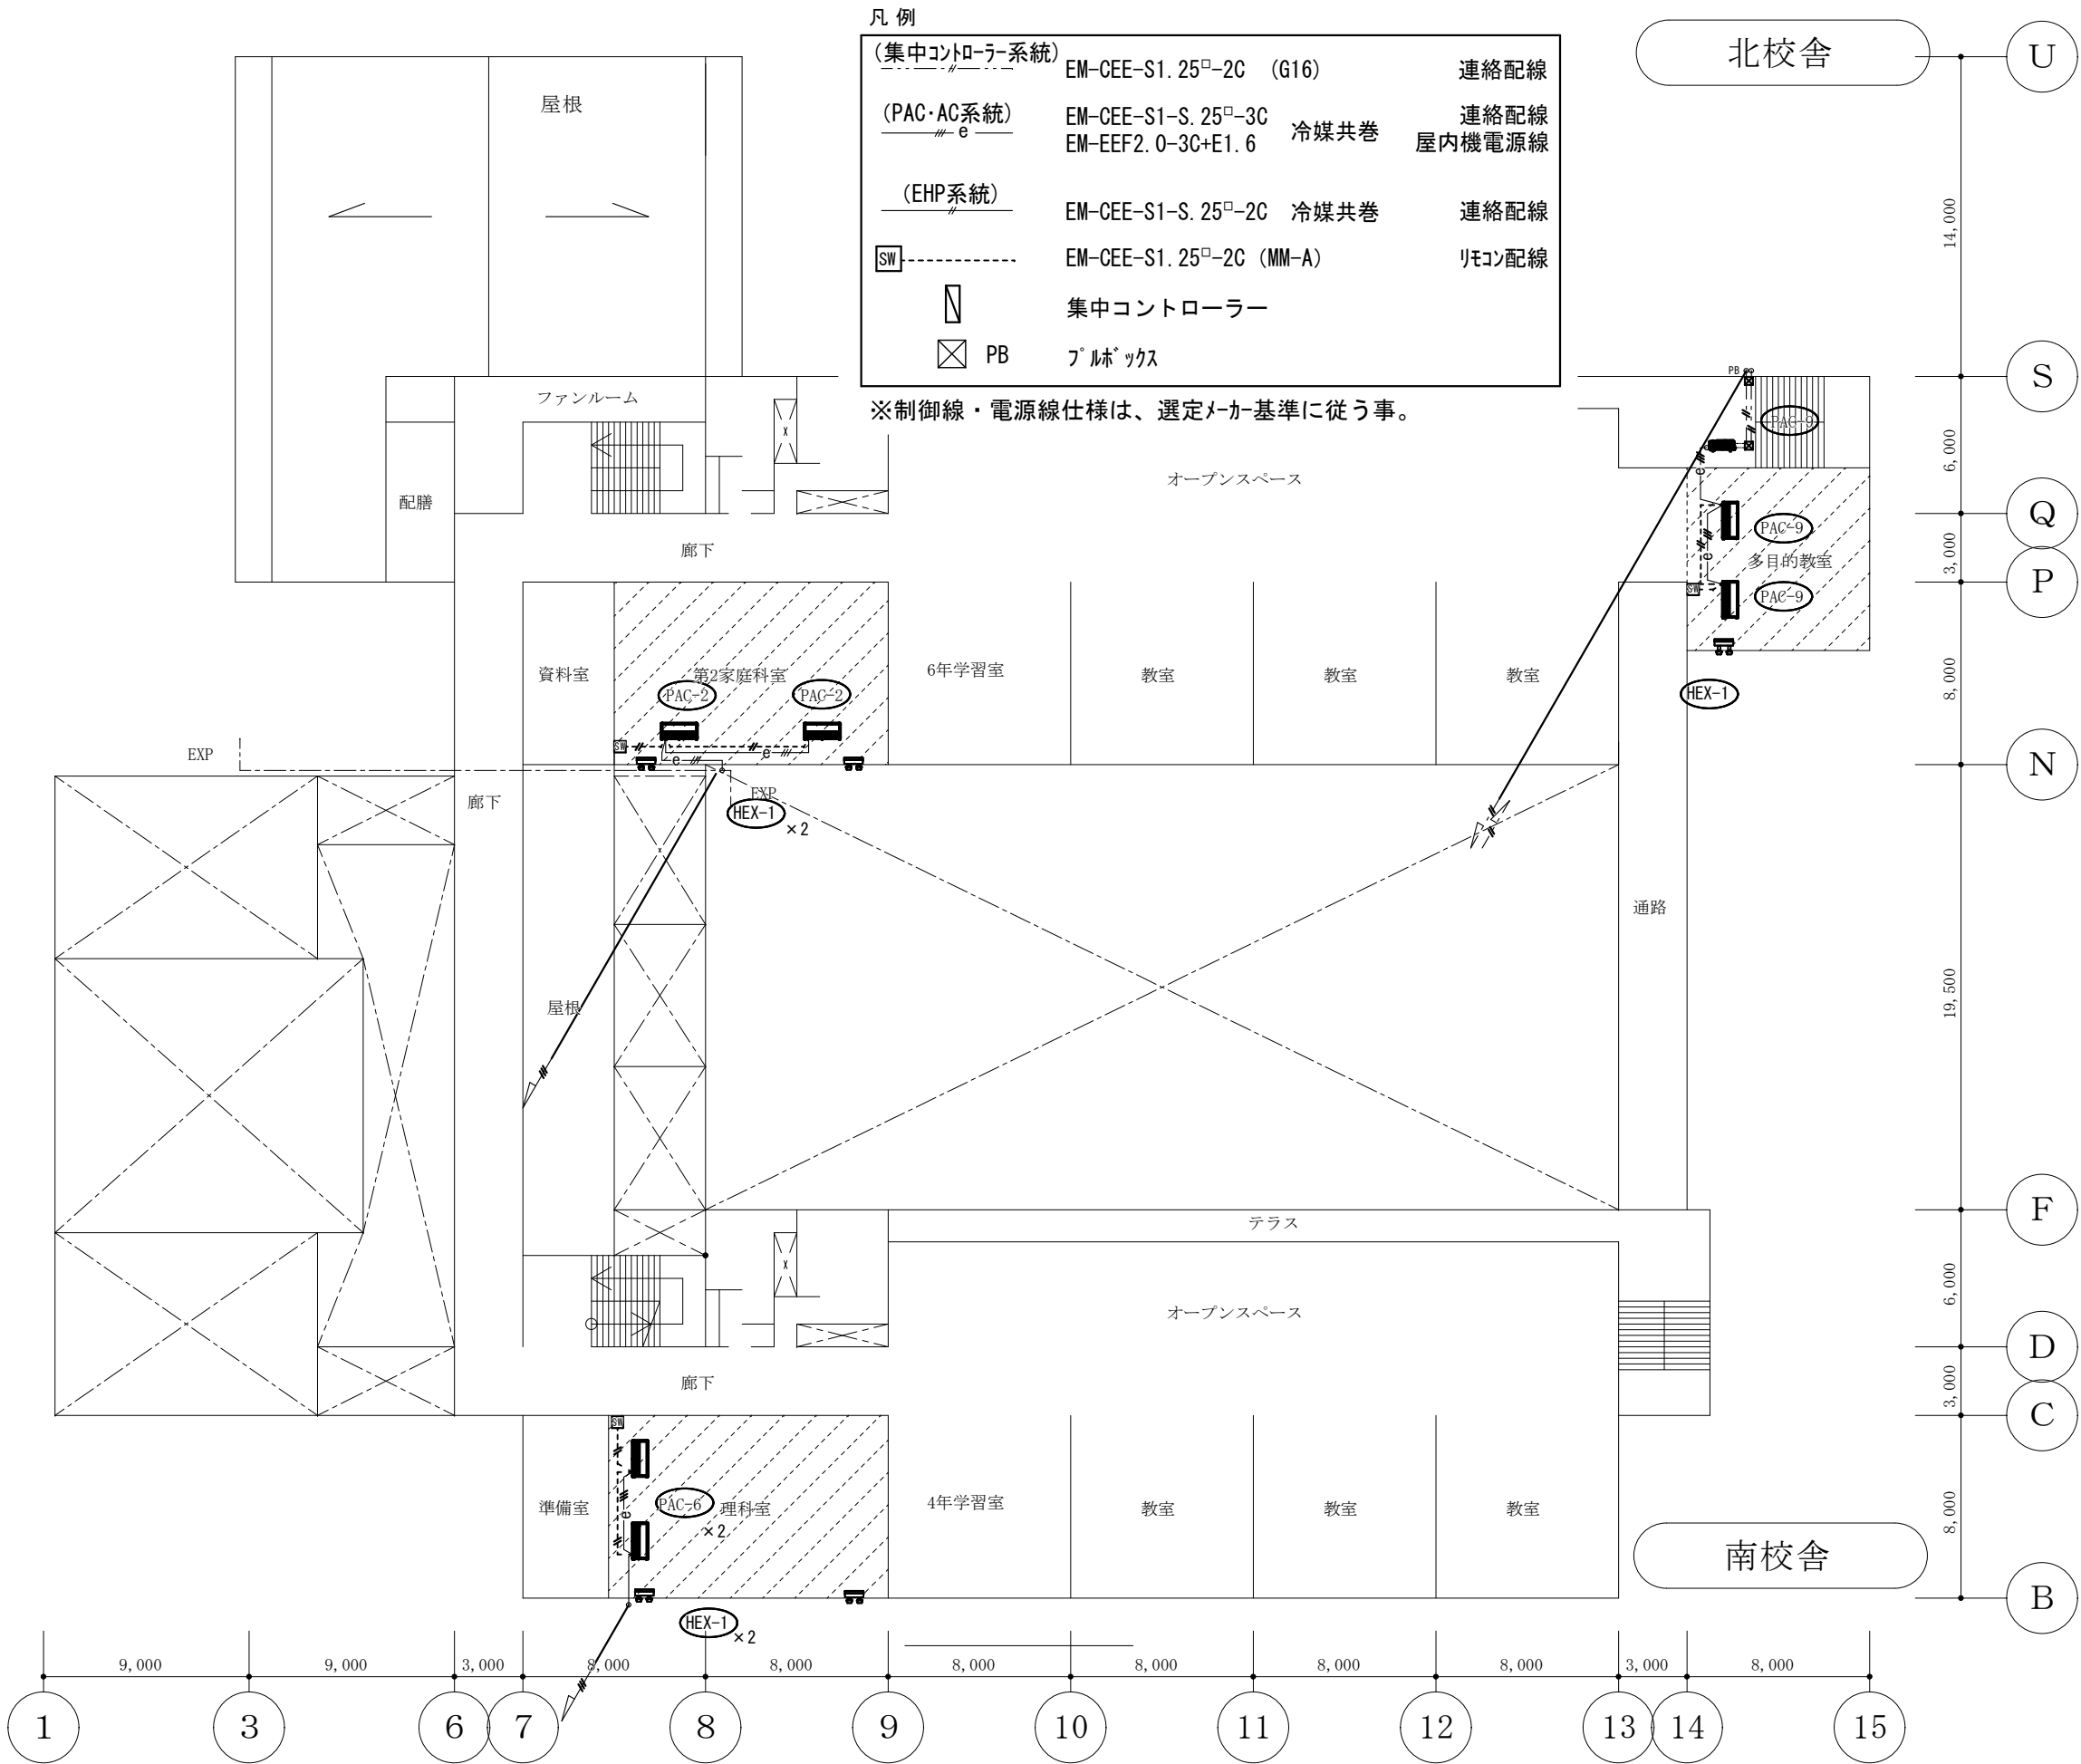 凡 例
(集中コントローラー系統)
EM-CEE-S1.25□-2C (G16) 連絡配線
(PAC・AC系統)
EM-CEE-S1-S.25□-3C 冷媒共巻 連絡配線
EM-EEF2.0-3C+E1.6 屋内機電源線
e
(EHP系統)
EM-CEE-S1-S.25□-2C 冷媒共巻 連絡配線
SW EM-CEE-S1.25□-2C (MM-A) リモコン配線
集中コントローラー
PB プルボックス
※制御線・電源線仕様は、選定メーカー基準に従う事。
北校舎
U
屋根
14,000
S
PB
ファンルーム
PAC-9
6,000
オープンスペース
e
配膳
Q
PAC-9
廊下
3,000
e
多目的教室
P
SW
PAC-9
資料室
第2家庭科室
6年学習室
教室
教室
教室
8,000
PAC-2
PAC-2
HEX-1
SW
e
e
EXP
N
EXP
廊下
HEX-1
×2
通路
19,500
屋根
F
テラス
6,000
オープンスペース
D
廊下
3,000
C
SW
準備室
e
PAC-6
×2
理科室
4年学習室
教室
教室
教室
8,000
南校舎
B
HEX-1
×2
9,000 9,000 3,000 8,000 8,000 8,000 8,000 8,000 8,000 3,000 8,000
1 3 6 7 8 9 10 11 12 13 14 15